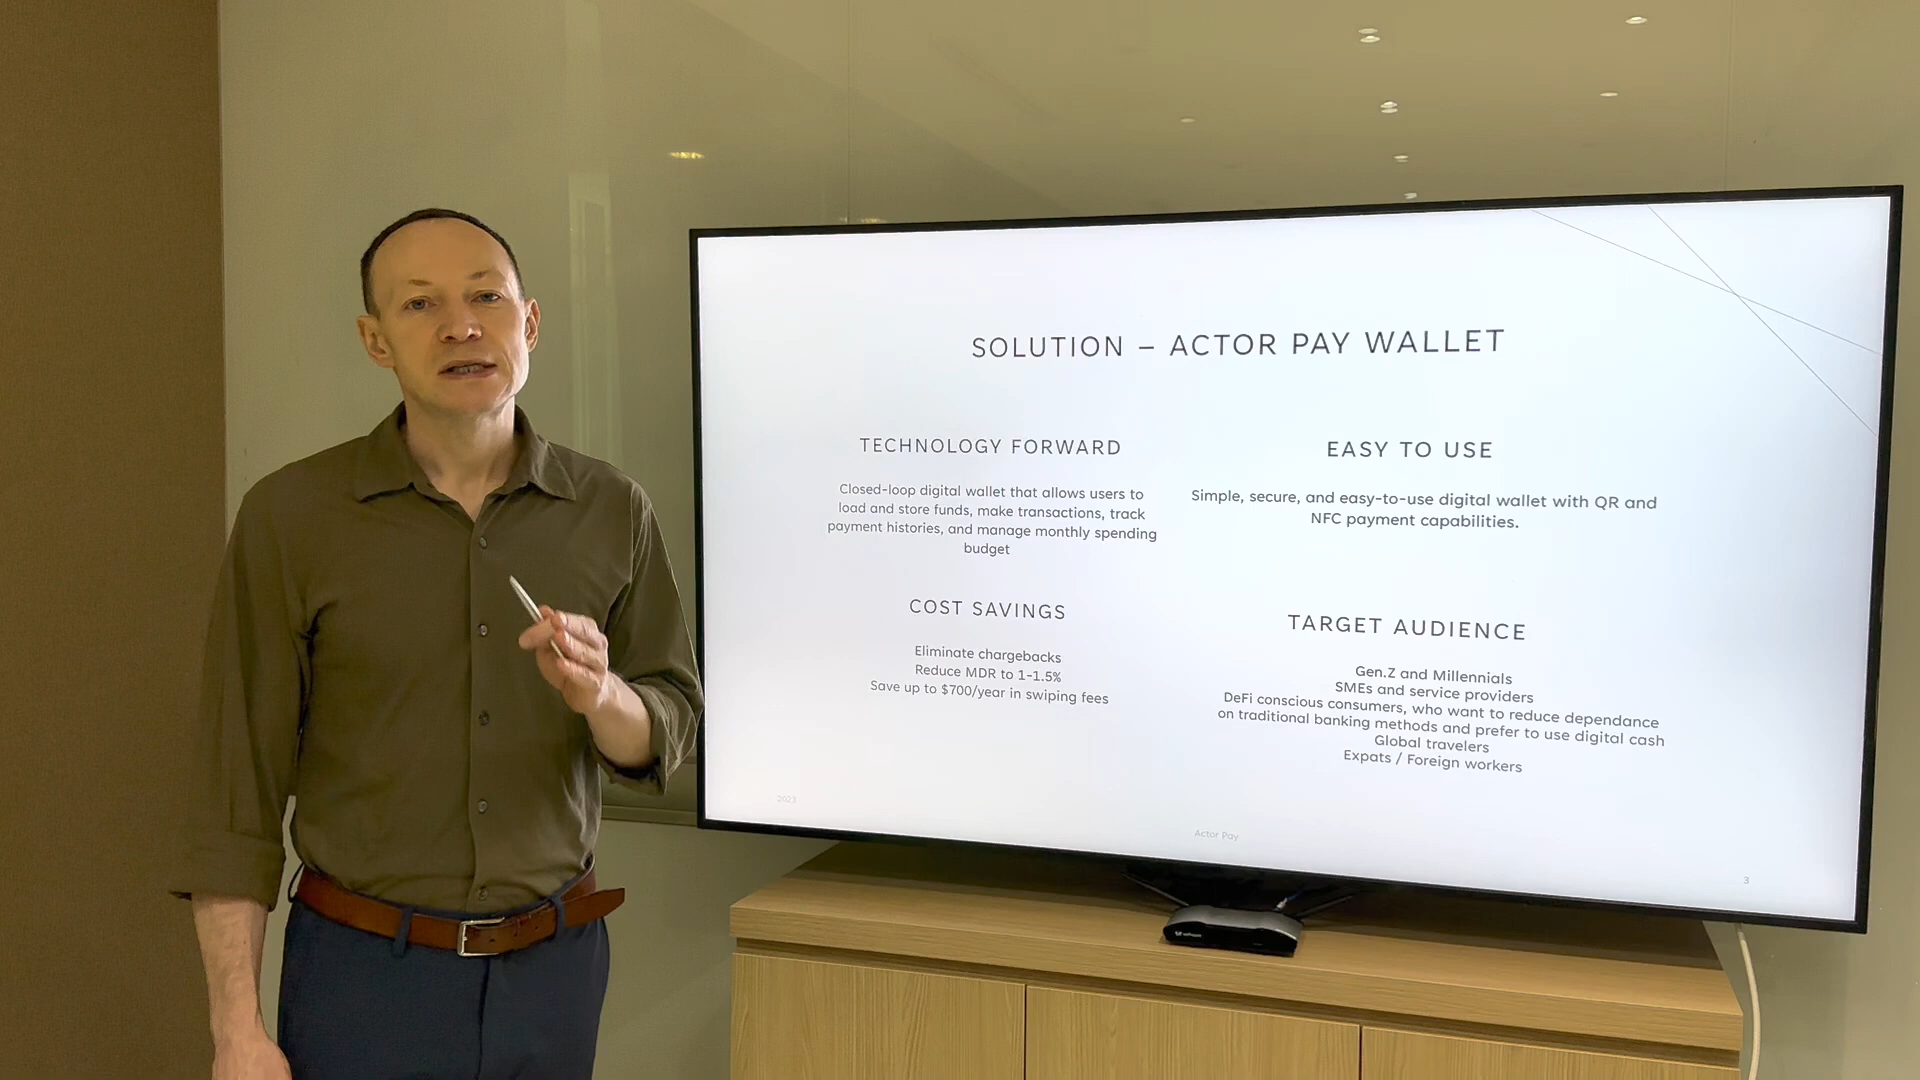 SOLUTION – ACTOR PAY WALLET
TECHNOLOGY FORWARD
Closed-loop digital wallet that allows users to
load and store funds, make transactions, track
payment histories, and manage monthly spending
budget
EASY TO USE
Simple, secure, and easy-to-use digital wallet with QR and
NFC payment capabilities.
COST SAVINGS
Eliminate chargebacks
Reduce MDR to 1-1.5%
Save up to $700/year in swiping fees
TARGET AUDIENCE
Gen.Z and Millennials
SMEs and service providers
DeFi conscious consumers, who want to reduce dependance
on traditional banking methods and prefer to use digital cash
Global travelers
Expats / Foreign workers
2023
Actor Pay
3